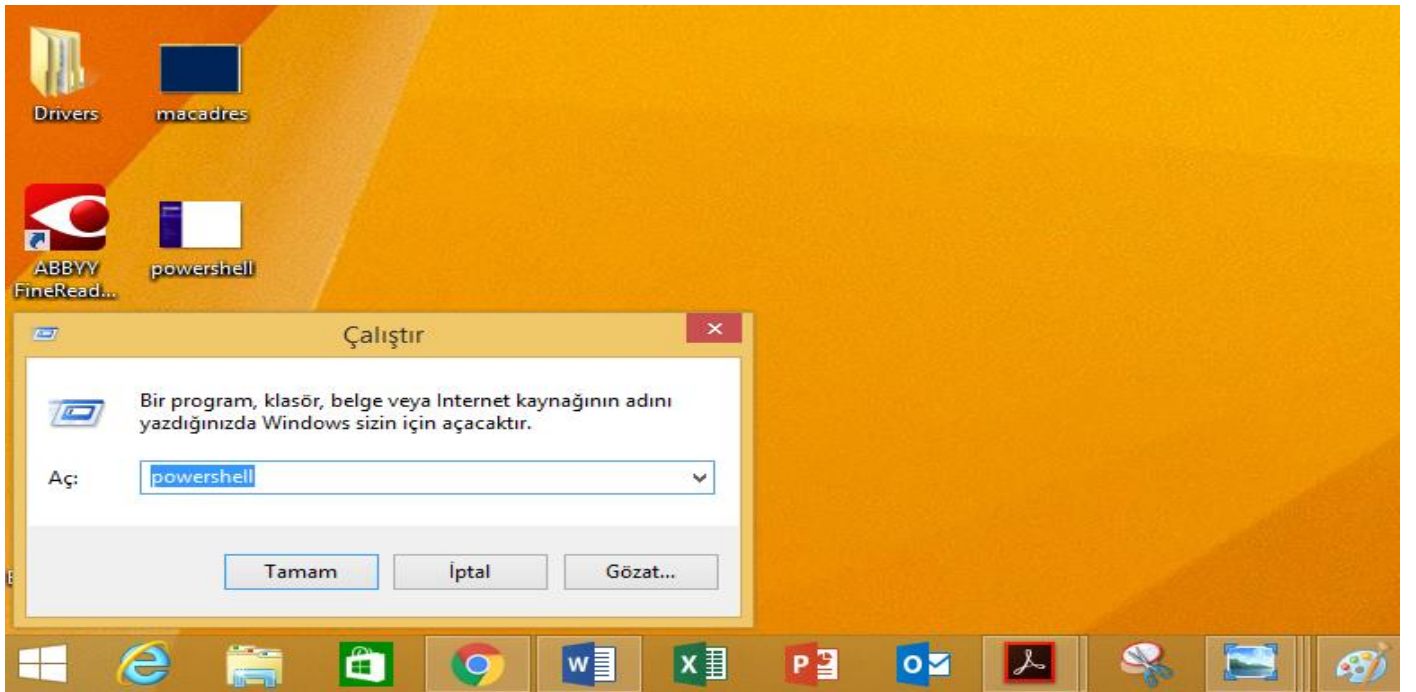 Drivers
macadres
ABBYY
FineRead...
powershell
Çalıştır
Bir program, klasör, belge veya Internet kaynağının adını
yazdığınızda Windows sizin için açacaktır.
Aç:
powershell
Tamam
İptal
Gözat...